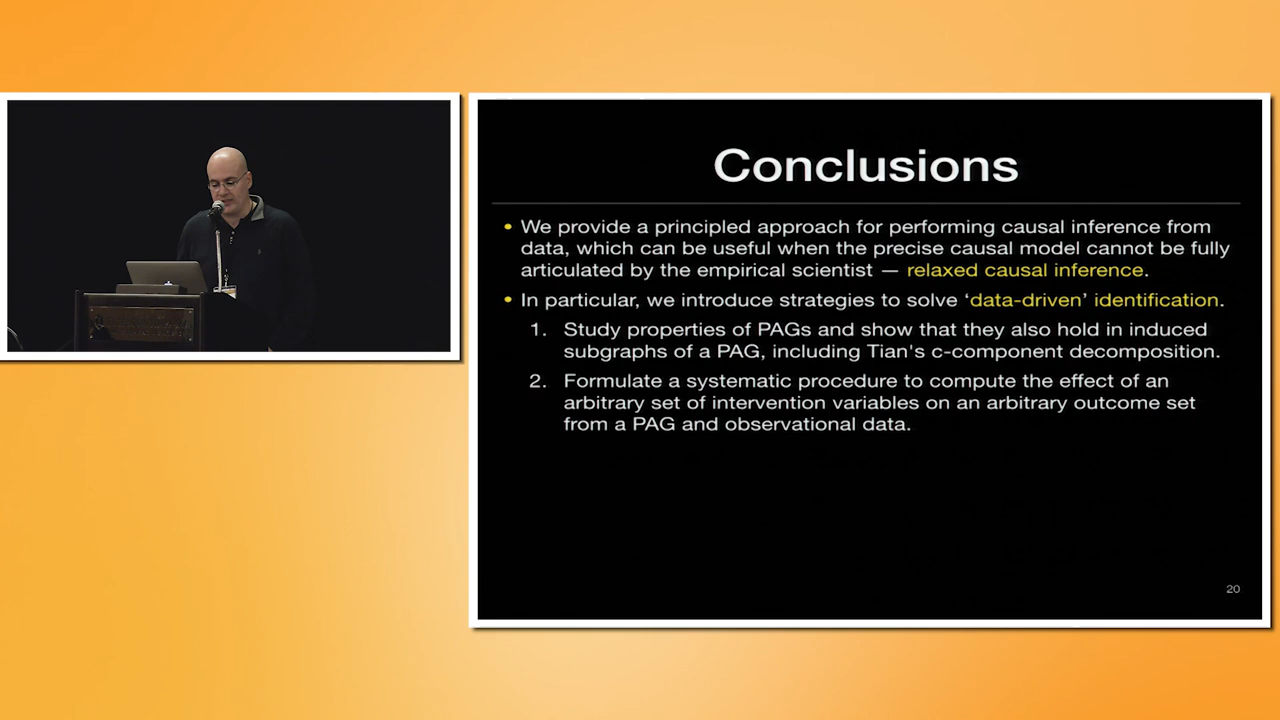 Conclusions
• We provide a principled approach for performing causal inference from
data, which can be useful when the precise causal model cannot be fully
articulated by the empirical scientist — relaxed causal inference.
• In particular, we introduce strategies to solve ‘data-driven’ identification.
1. Study properties of PAGs and show that they also hold in induced
subgraphs of a PAG, including Tian's c-component decomposition.
2. Formulate a systematic procedure to compute the effect of an
arbitrary set of intervention variables on an arbitrary outcome set
from a PAG and observational data.
20